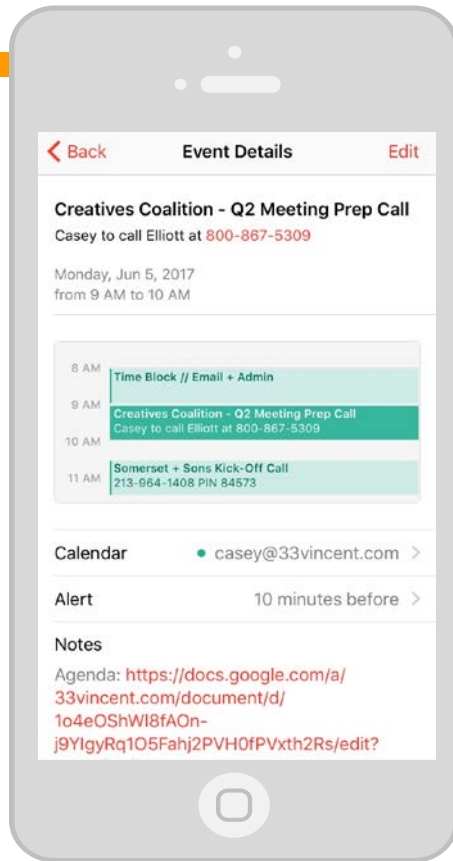 Back Event Details Edit
Creatives Coalition - Q2 Meeting Prep Call
Casey to call Elliott at 800-867-5309
Monday, Jun 5, 2017
from 9 AM to 10 AM
8 AM
Time Block // Email + Admin
9 AM
Creatives Coalition - Q2 Meeting Prep Call
Casey to call Elliott at 800-867-5309
10 AM
Somerset + Sons Kick-Off Call
11 AM
213-964-1408 PIN 84573
Calendar casey@33vincent.com
Alert 10 minutes before
Notes
Agenda: https://docs.google.com/a/
33vincent.com/document/d/
1o4eOShWI8fAOn-
j9YIgyRq1O5Fahj2PVH0fPVxth2Rs/edit?